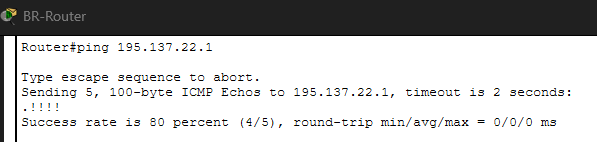 BR-Router
Router#ping 195.137.22.1
Type escape sequence to abort.
Sending 5, 100-byte ICMP Echos to 195.137.22.1, timeout is 2 seconds:
.!!!!
Success rate is 80 percent (4/5), round-trip min/avg/max = 0/0/0 ms